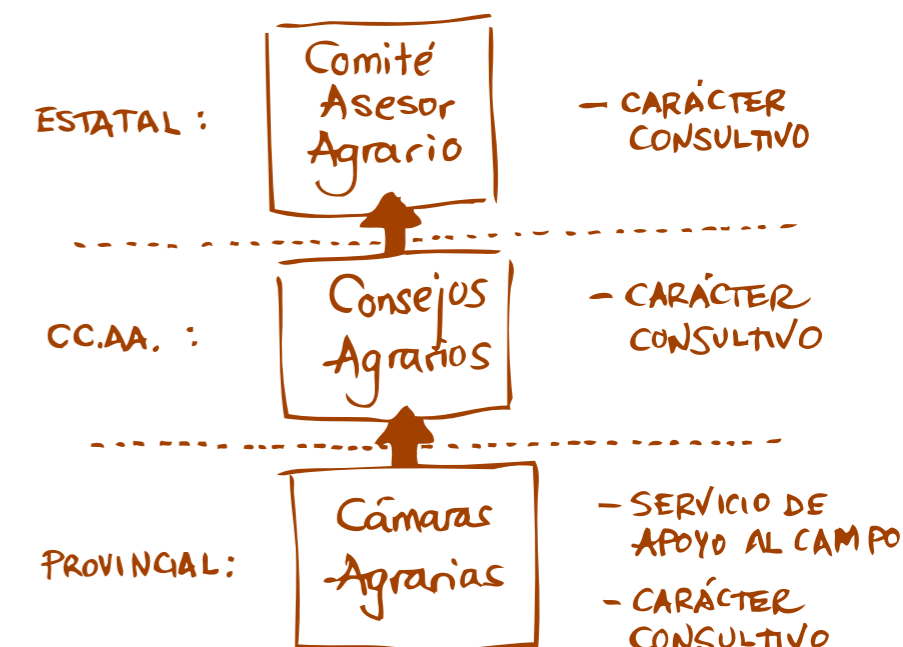 ESTATAL:
Comité
Asesor
Agrario
- CARÁCTER
CONSULTIVO
CC.AA. :
Consejos
Agrarios
- CARÁCTER
CONSULTIVO
PROVINCIAL:
Cámaras
Agrarias
- SERVICIO DE
APOYO AL CAMPO
- CARÁCTER
CONSULTIVO